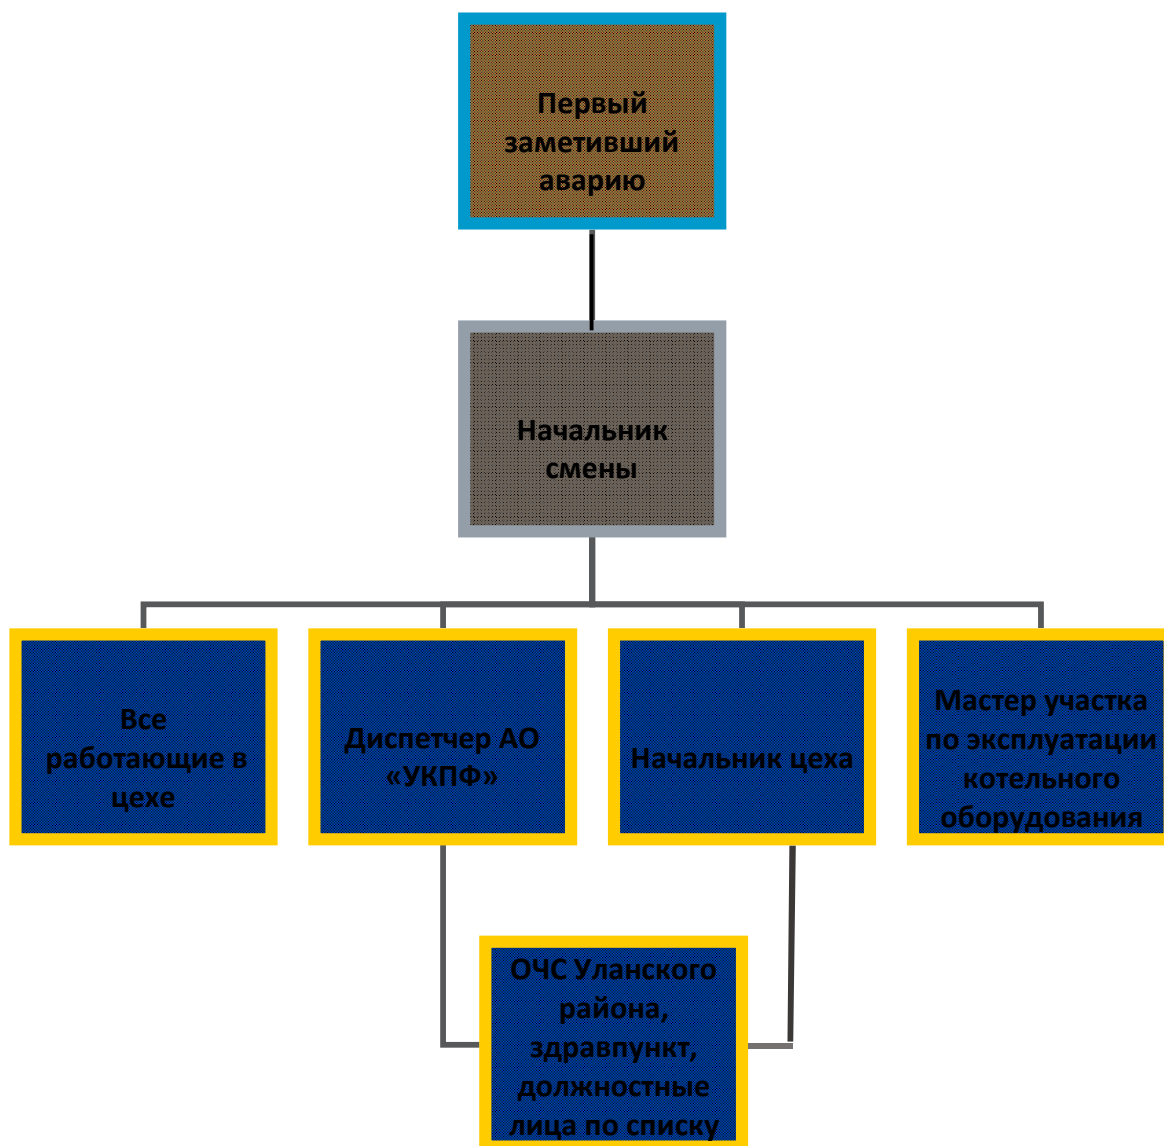 Первый
заметивший
аварию
Начальник
смены
Все
работающие в
цехе
Диспетчер АО
«УКПФ»
Начальник цеха
Мастер участка
по эксплуатации
котельного
оборудования
ОЧС Уланского
района,
здравпункт,
должностные
лица по списку